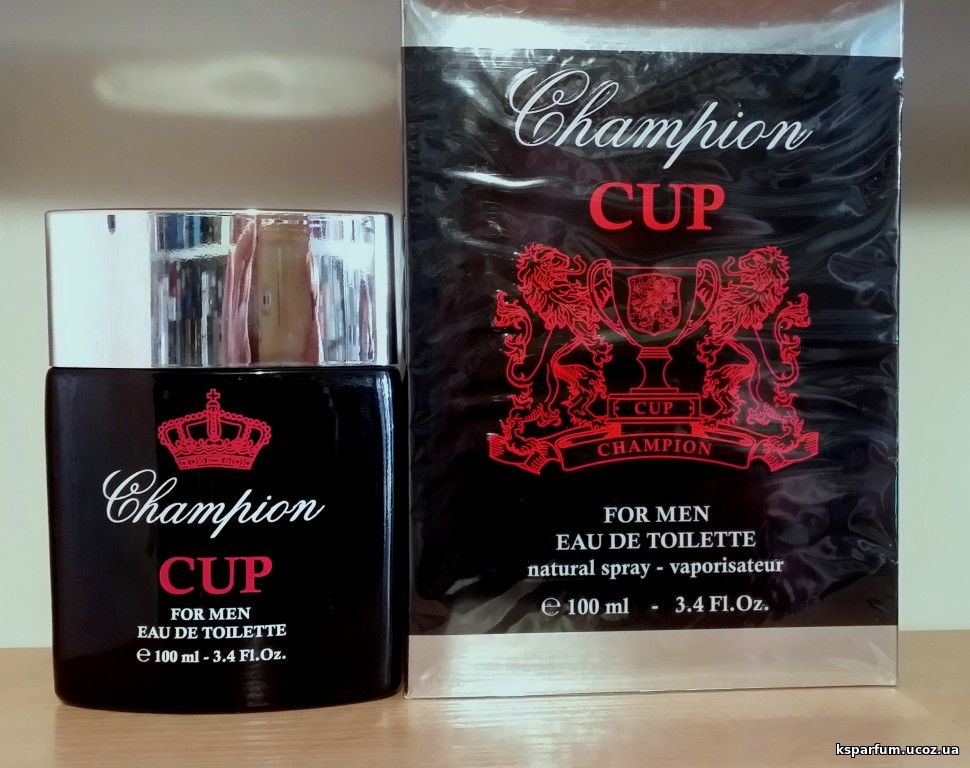 Champion
CUP
CUP
CHAMPION
FOR MEN
EAU DE TOILETTE
natural spray - vaporisateur
℮ 100 ml - 3.4 Fl.Oz.
Champion
CUP
FOR MEN
EAU DE TOILETTE
℮ 100 ml - 3.4 Fl.Oz.
ksparfum.ucoz.ua